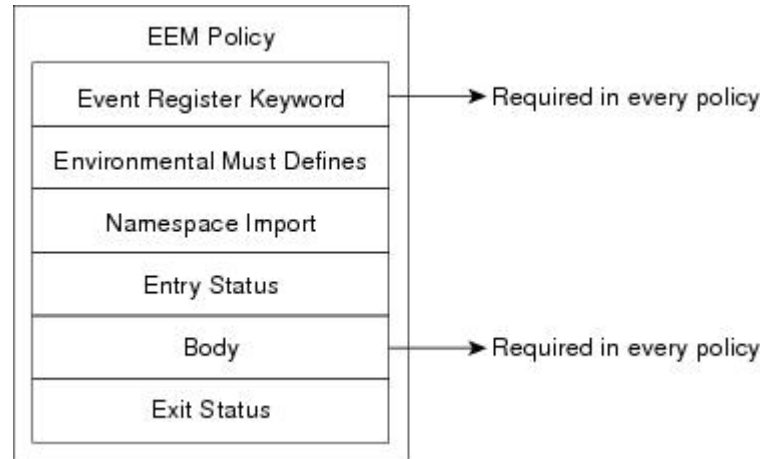 EEM Policy
Event Register Keyword
Required in every policy
Environmental Must Defines
Namespace Import
Entry Status
Body
Required in every policy
Exit Status